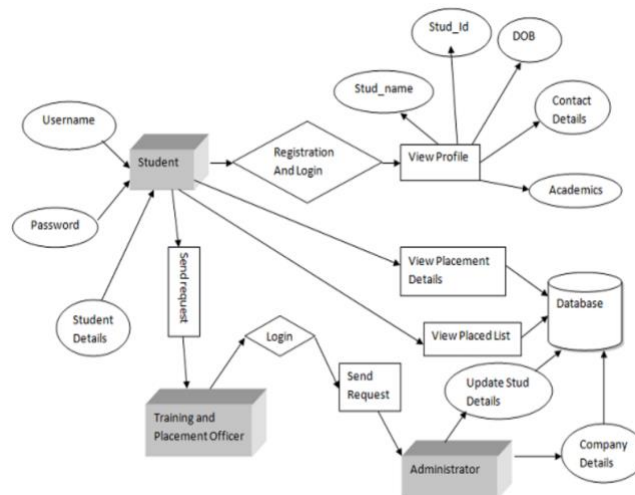 Stud_Id
DOB
Stud_name
Contact
Details
Username
Student
Registration
And Login
View Profile
Academics
Password
Send request
View Placement
Details
Database
Student
Details
Login
View Placed List
Send
Request
Update Stud
Details
Training and
Placement Officer
Administrator
Company
Details